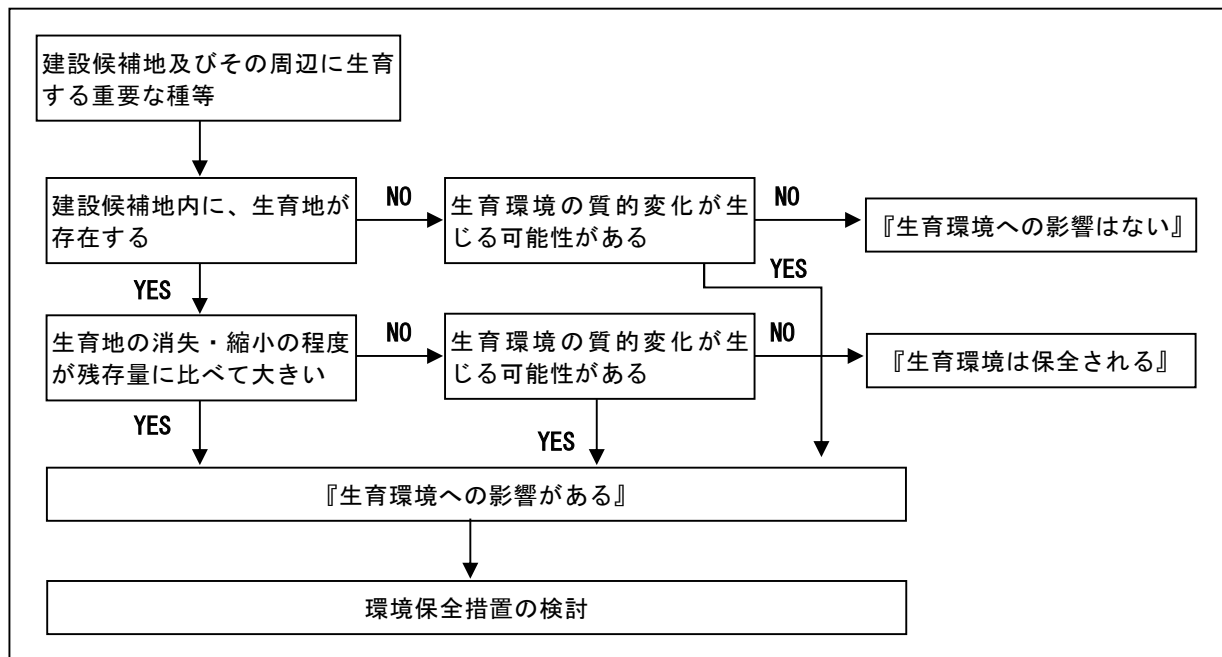 建設候補地及びその周辺に生育
する重要な種等
建設候補地内に、生育地が
存在する
NO
生育環境の質的変化が生
じる可能性がある
NO
『生育環境への影響はない』
YES
YES
生育地の消失・縮小の程度
が残存量に比べて大きい
NO
生育環境の質的変化が生
じる可能性がある
NO
『生育環境は保全される』
YES
YES
『生育環境への影響がある』
環境保全措置の検討